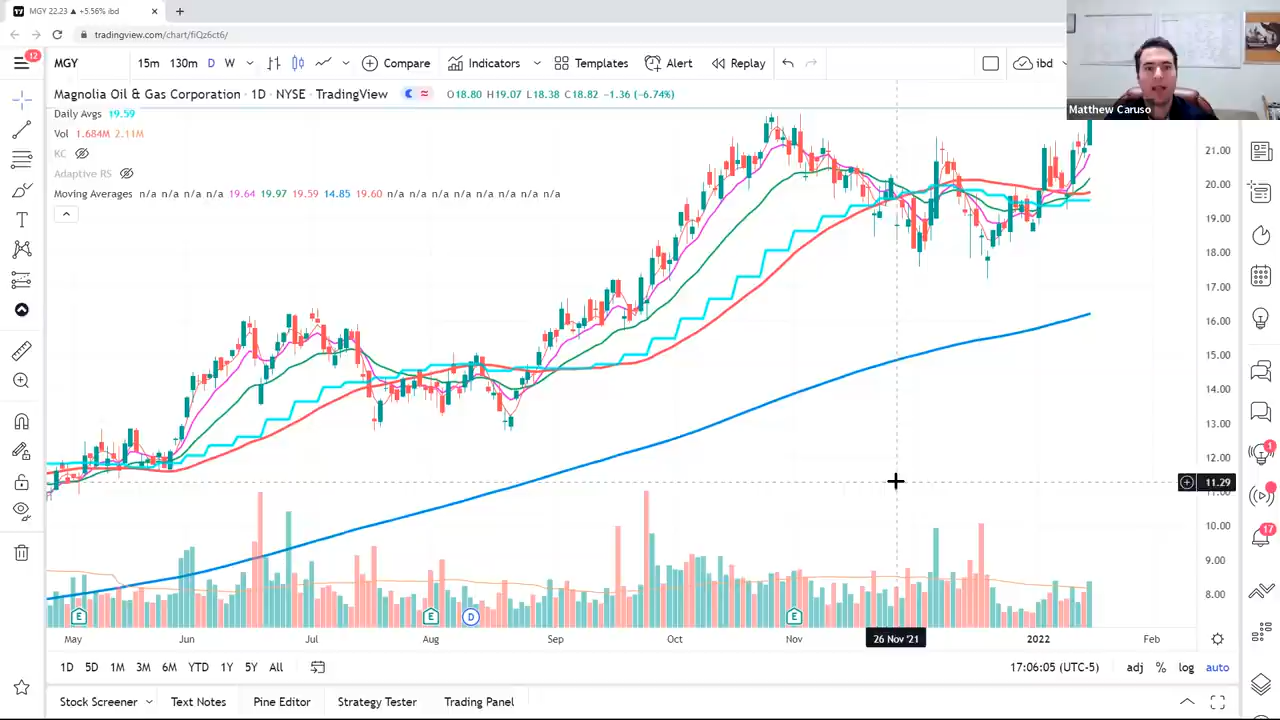 MGY 22.23 ▲ +5.56% ibd
tradingview.com/chart/fiQz6ct6/
12
MGY
15m 130m D W
Compare
Indicators
Templates
Alert
Replay
ibd
Matthew Caruso
Magnolia Oil & Gas Corporation · 1D · NYSE · TradingView
O18.80 H19.07 L18.38 C18.82 −1.36 (−6.74%)
Daily Avgs 19.59
Vol 1.684M 2.11M
KC
Adaptive RS
Moving Averages n/a n/a n/a n/a 19.64 19.97 19.59 14.85 19.60 n/a n/a n/a n/a n/a n/a n/a n/a n/a
21.00
20.00
19.00
18.00
17.00
16.00
15.00
14.00
13.00
12.00
11.29
11.00
10.00
9.00
8.00
1
17
E E D E
May Jun Jul Aug Sep Oct Nov 26 Nov '21 2022 Feb
1D 5D 1M 3M 6M YTD 1Y 5Y All
17:06:05 (UTC-5) adj % log auto
Stock Screener Text Notes Pine Editor Strategy Tester Trading Panel